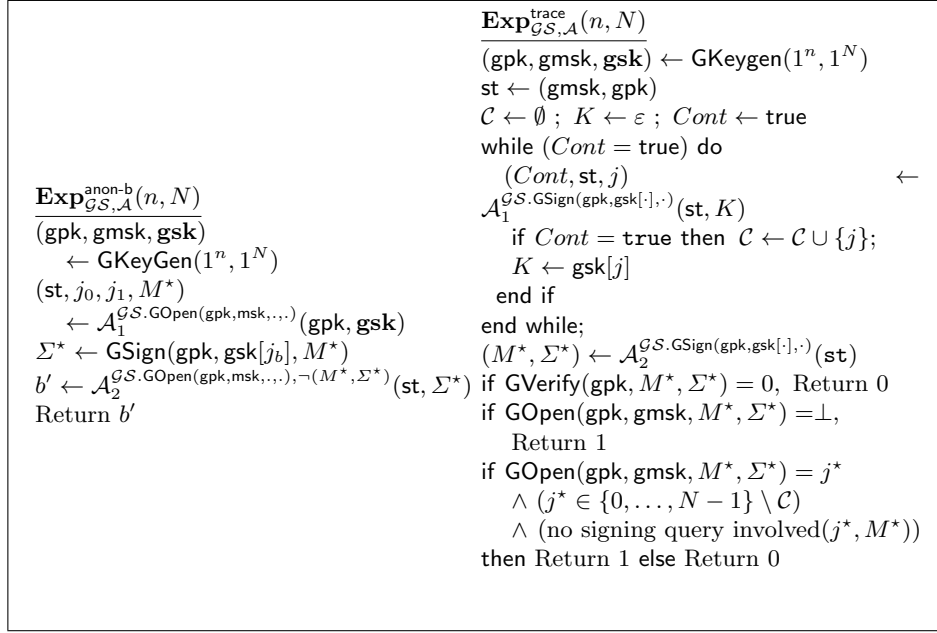 Exp^{anon-b}_{GS,A}(n, N)
(gpk, gmsk, gsk)
← GKeyGen(1^n, 1^N)
(st, j_0, j_1, M^⋆)
← A_1^{GS.GOpen(gpk,msk,.,.)}(gpk, gsk)
Σ^⋆ ← GSign(gpk, gsk[j_b], M^⋆)
b′ ← A_2^{GS.GOpen(gpk,msk,.,.),¬(M^⋆,Σ^⋆)}(st, Σ^⋆)
Return b′
Exp^{trace}_{GS,A}(n, N)
(gpk, gmsk, gsk) ← GKeygen(1^n, 1^N)
st ← (gmsk, gpk)
C ← ∅ ; K ← ε ; Cont ← true
while (Cont = true) do
(Cont, st, j) ←
A_1^{GS.GSign(gpk,gsk[·],·)}(st, K)
if Cont = true then C ← C ∪ {j};
K ← gsk[j]
end if
end while;
(M^⋆, Σ^⋆) ← A_2^{GS.GSign(gpk,gsk[·],·)}(st)
if GVerify(gpk, M^⋆, Σ^⋆) = 0, Return 0
if GOpen(gpk, gmsk, M^⋆, Σ^⋆) =⊥,
Return 1
if GOpen(gpk, gmsk, M^⋆, Σ^⋆) = j^⋆
∧ (j^⋆ ∈ {0, . . . , N − 1} \ C)
∧ (no signing query involved(j^⋆, M^⋆))
then Return 1 else Return 0